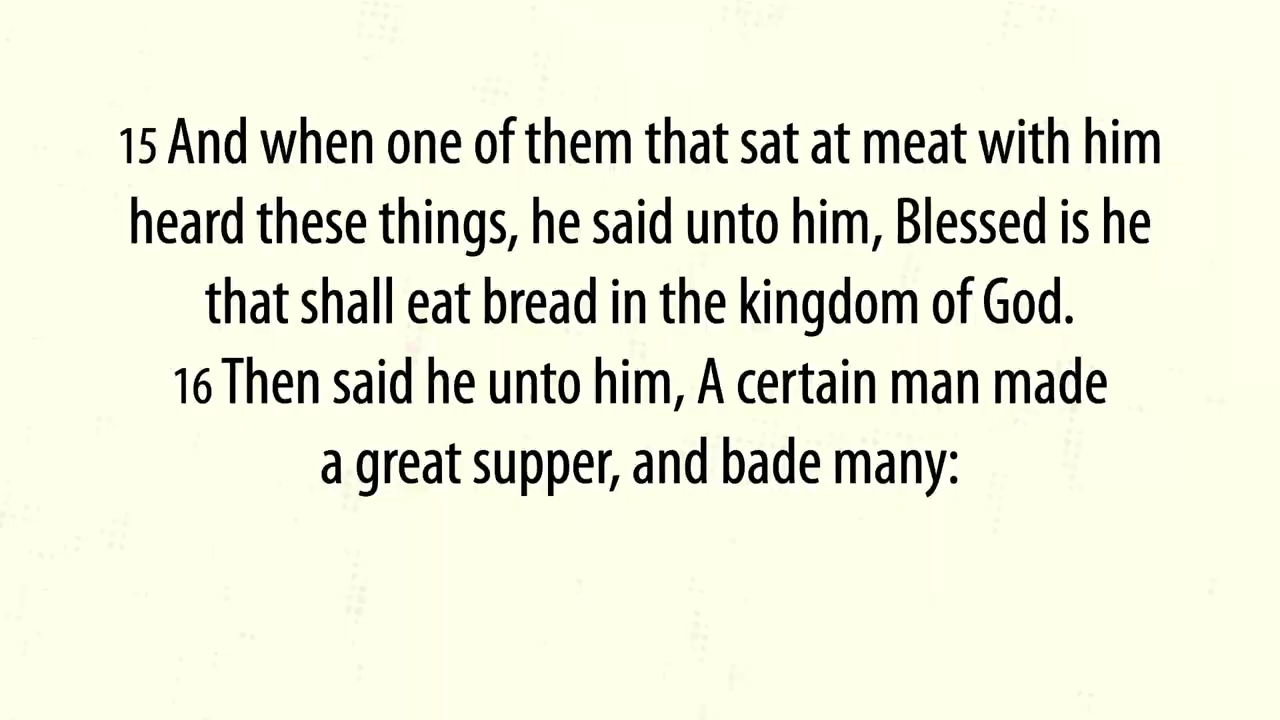 15 And when one of them that sat at meat with him
heard these things, he said unto him, Blessed is he
that shall eat bread in the kingdom of God.
16 Then said he unto him, A certain man made
a great supper, and bade many: